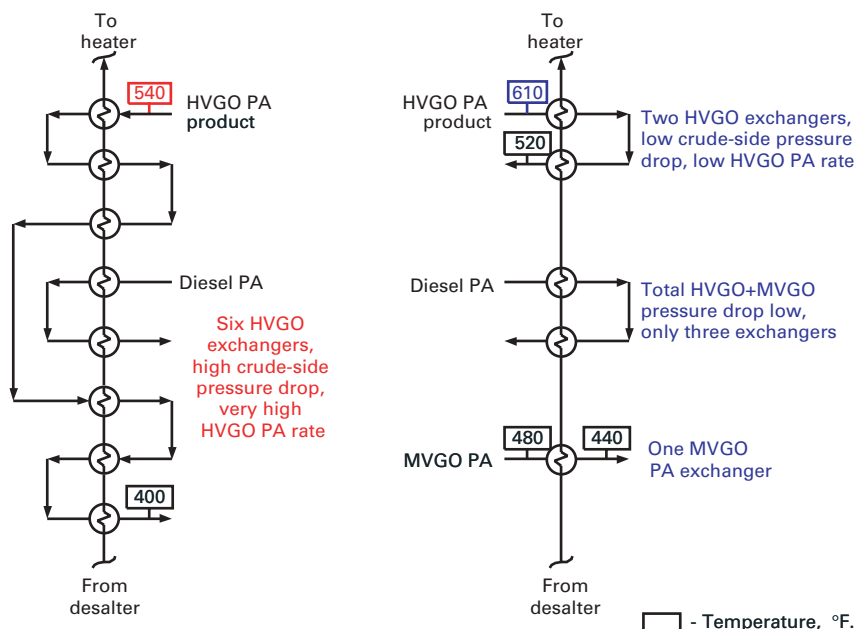 To
heater
540
HVGO PA
product
Diesel PA
Six HVGO
exchangers,
high crude-side
pressure drop,
very high
HVGO PA rate
400
From
desalter
To
heater
HVGO PA
product
610
520
Two HVGO exchangers,
low crude-side pressure
drop, low HVGO PA rate
Diesel PA
Total HVGO+MVGO
pressure drop low,
only three exchangers
MVGO PA
480
440
One MVGO
PA exchanger
From
desalter
- Temperature, °F.